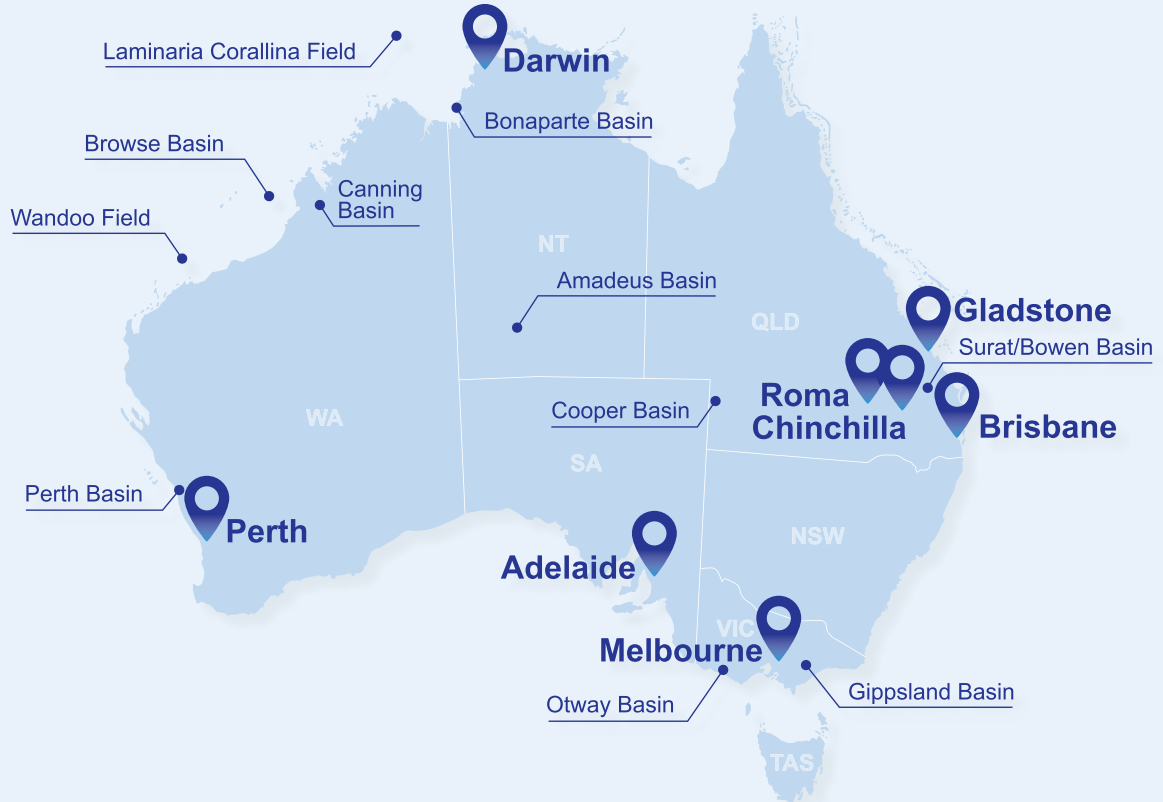 Laminaria Corallina Field
Darwin
Bonaparte Basin
Browse Basin
Canning
Basin
Wandoo Field
NT
Amadeus Basin
QLD
Gladstone
Surat/Bowen Basin
Roma
Chinchilla
Brisbane
Cooper Basin
WA
SA
Perth Basin
Perth
NSW
Adelaide
VIC
Melbourne
Otway Basin
Gippsland Basin
TAS